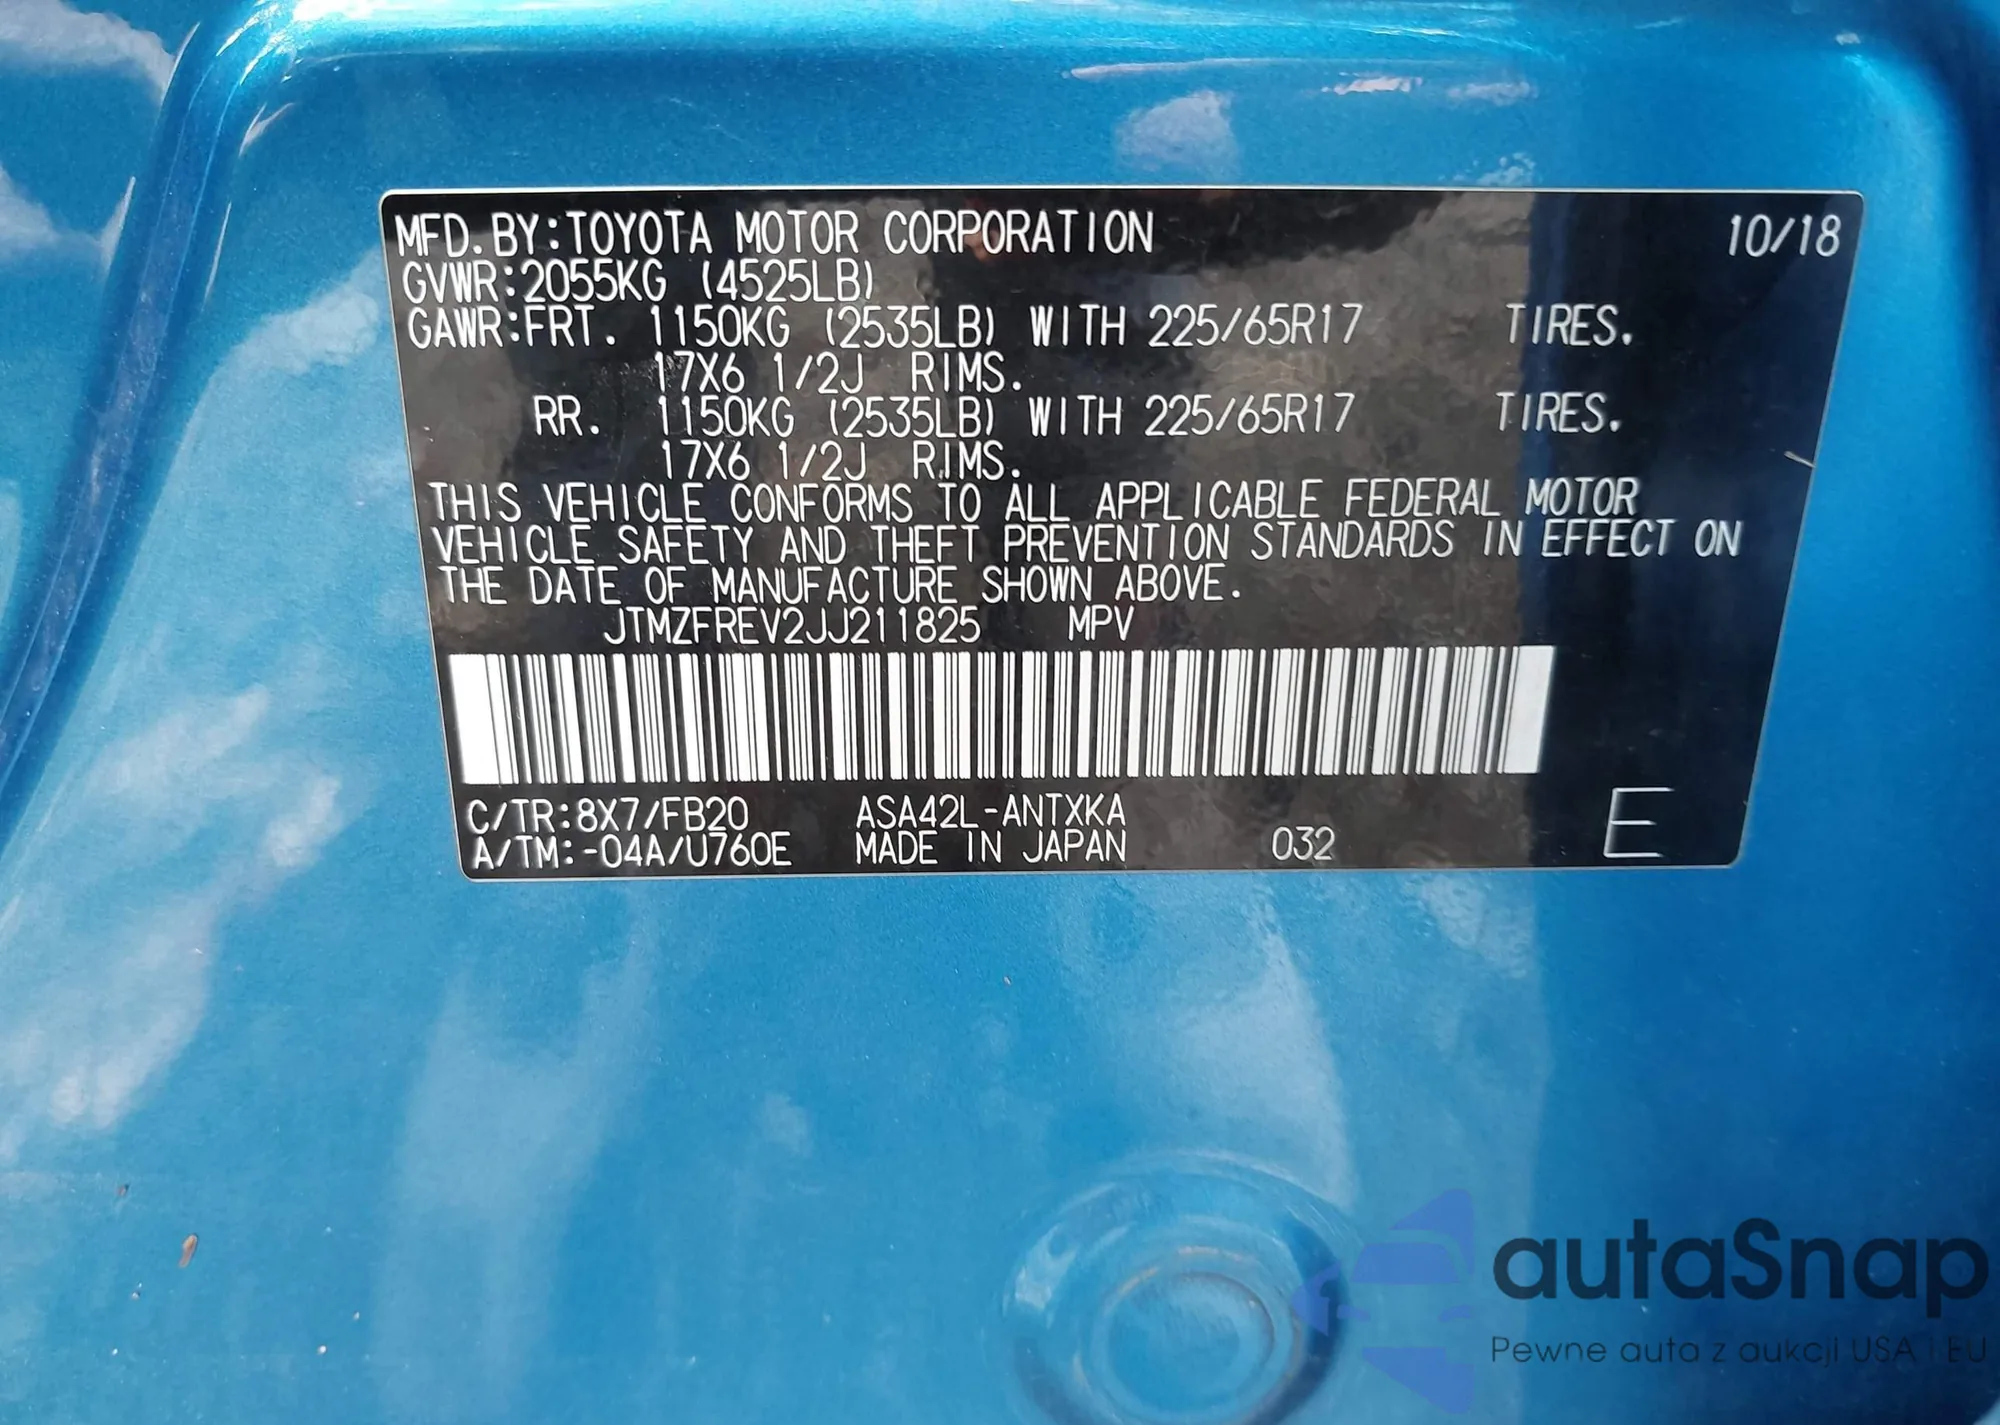 MFD. BY:TOYOTA MOTOR CORPORATION 10/18
GVWR:2055KG (4525LB)
GAWR:FRT. 1150KG (2535LB) WITH 225/65R17 TIRES.
17X6 1/2J RIMS.
RR. 1150KG (2535LB) WITH 225/65R17 TIRES.
17X6 1/2J RIMS.
THIS VEHICLE CONFORMS TO ALL APPLICABLE FEDERAL MOTOR
VEHICLE SAFETY AND THEFT PREVENTION STANDARDS IN EFFECT ON
THE DATE OF MANUFACTURE SHOWN ABOVE.
JTMZFREV2JJ211825 MPV
C/TR:8X7/FB20 ASA42L-ANTXKA
A/TM:-04A/U760E MADE IN JAPAN 032 E
autaSnap
Pewne auta z aukcji USA i EU